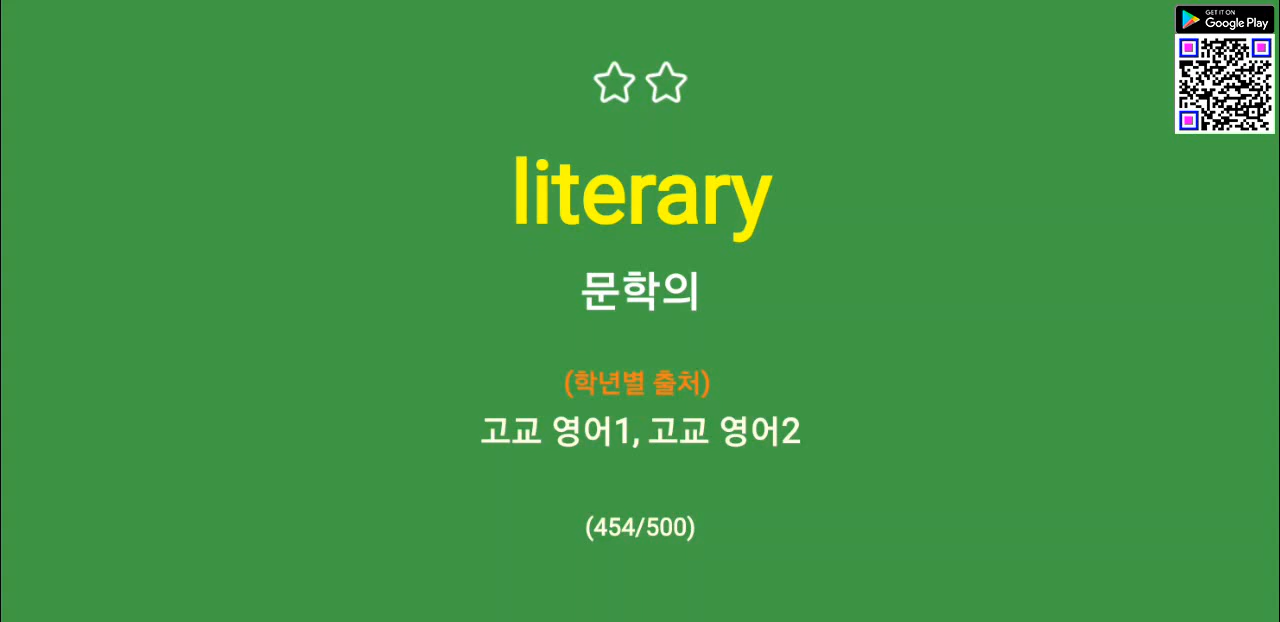 GET IT ON
Google Play
literary
문학의
(학년별 출처)
고교 영어1, 고교 영어2
(454/500)